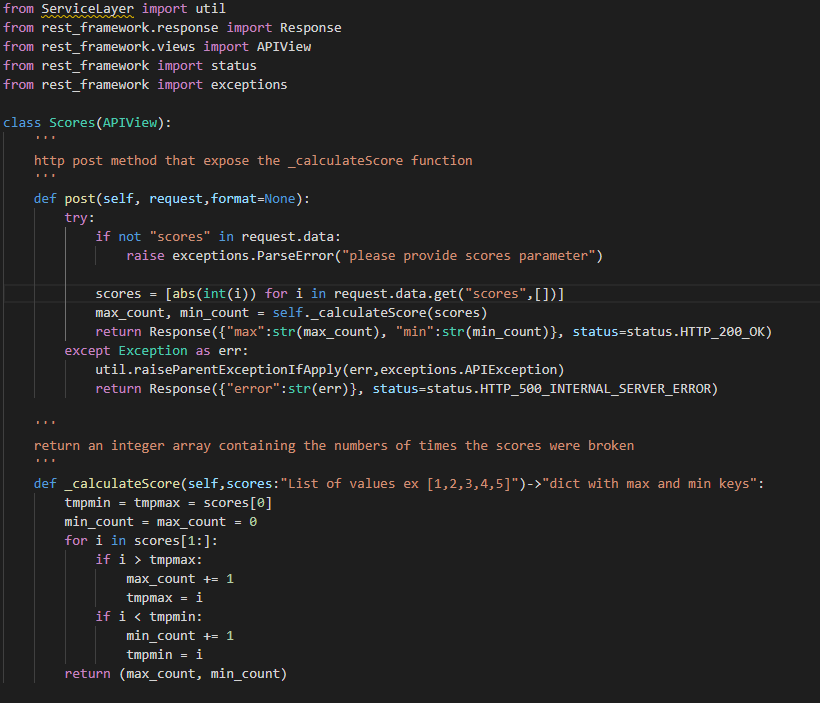 from ServiceLayer import util
from rest_framework.response import Response
from rest_framework.views import APIView
from rest_framework import status
from rest_framework import exceptions
class Scores(APIView):
'''
http post method that expose the _calculateScore function
'''
def post(self, request,format=None):
try:
if not "scores" in request.data:
raise exceptions.ParseError("please provide scores parameter")
scores = [abs(int(i)) for i in request.data.get("scores",[])]
max_count, min_count = self._calculateScore(scores)
return Response({"max":str(max_count), "min":str(min_count)}, status=status.HTTP_200_OK)
except Exception as err:
util.raiseParentExceptionIfApply(err,exceptions.APIException)
return Response({"error":str(err)}, status=status.HTTP_500_INTERNAL_SERVER_ERROR)
'''
return an integer array containing the numbers of times the scores were broken
'''
def _calculateScore(self,scores:"List of values ex [1,2,3,4,5]")->"dict with max and min keys":
tmpmin = tmpmax = scores[0]
min_count = max_count = 0
for i in scores[1:]:
if i > tmpmax:
max_count += 1
tmpmax = i
if i < tmpmin:
min_count += 1
tmpmin = i
return (max_count, min_count)